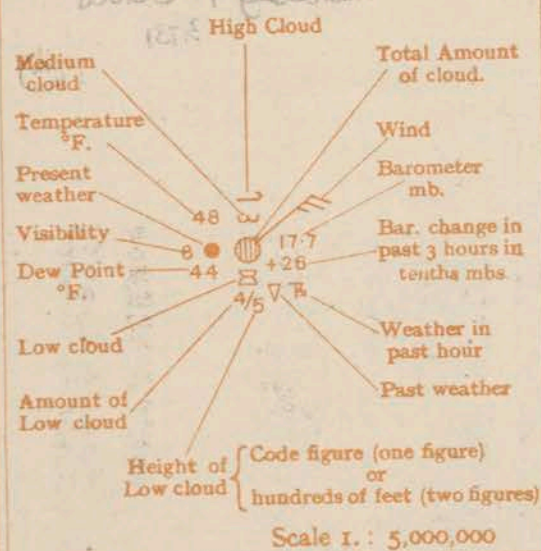 High Cloud
Medium
cloud
Total Amount
of cloud.
Temperature
°F.
Wind
Present
weather
Barometer
mb.
48
Visibility
8
17·7
Bar. change in
past 3 hours in
tenths mbs.
Dew Point
°F.
44
+26
4/5
Low cloud
Weather in
past hour
Amount of
Low cloud
Past weather
Height of
Low cloud
Code figure (one figure)
or
hundreds of feet (two figures)
Scale 1. : 5,000,000